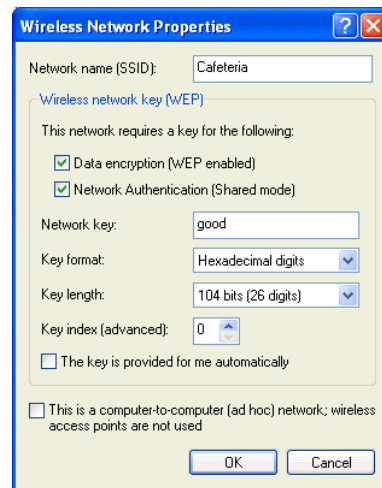 Wireless Network Properties
Network name (SSID): Cafeteria
Wireless network key (WEP)
This network requires a key for the following:
Data encryption (WEP enabled)
Network Authentication (Shared mode)
Network key: good
Key format: Hexadecimal digits
Key length: 104 bits (26 digits)
Key index (advanced): 0
The key is provided for me automatically
This is a computer-to-computer (ad hoc) network; wireless
access points are not used
OK Cancel